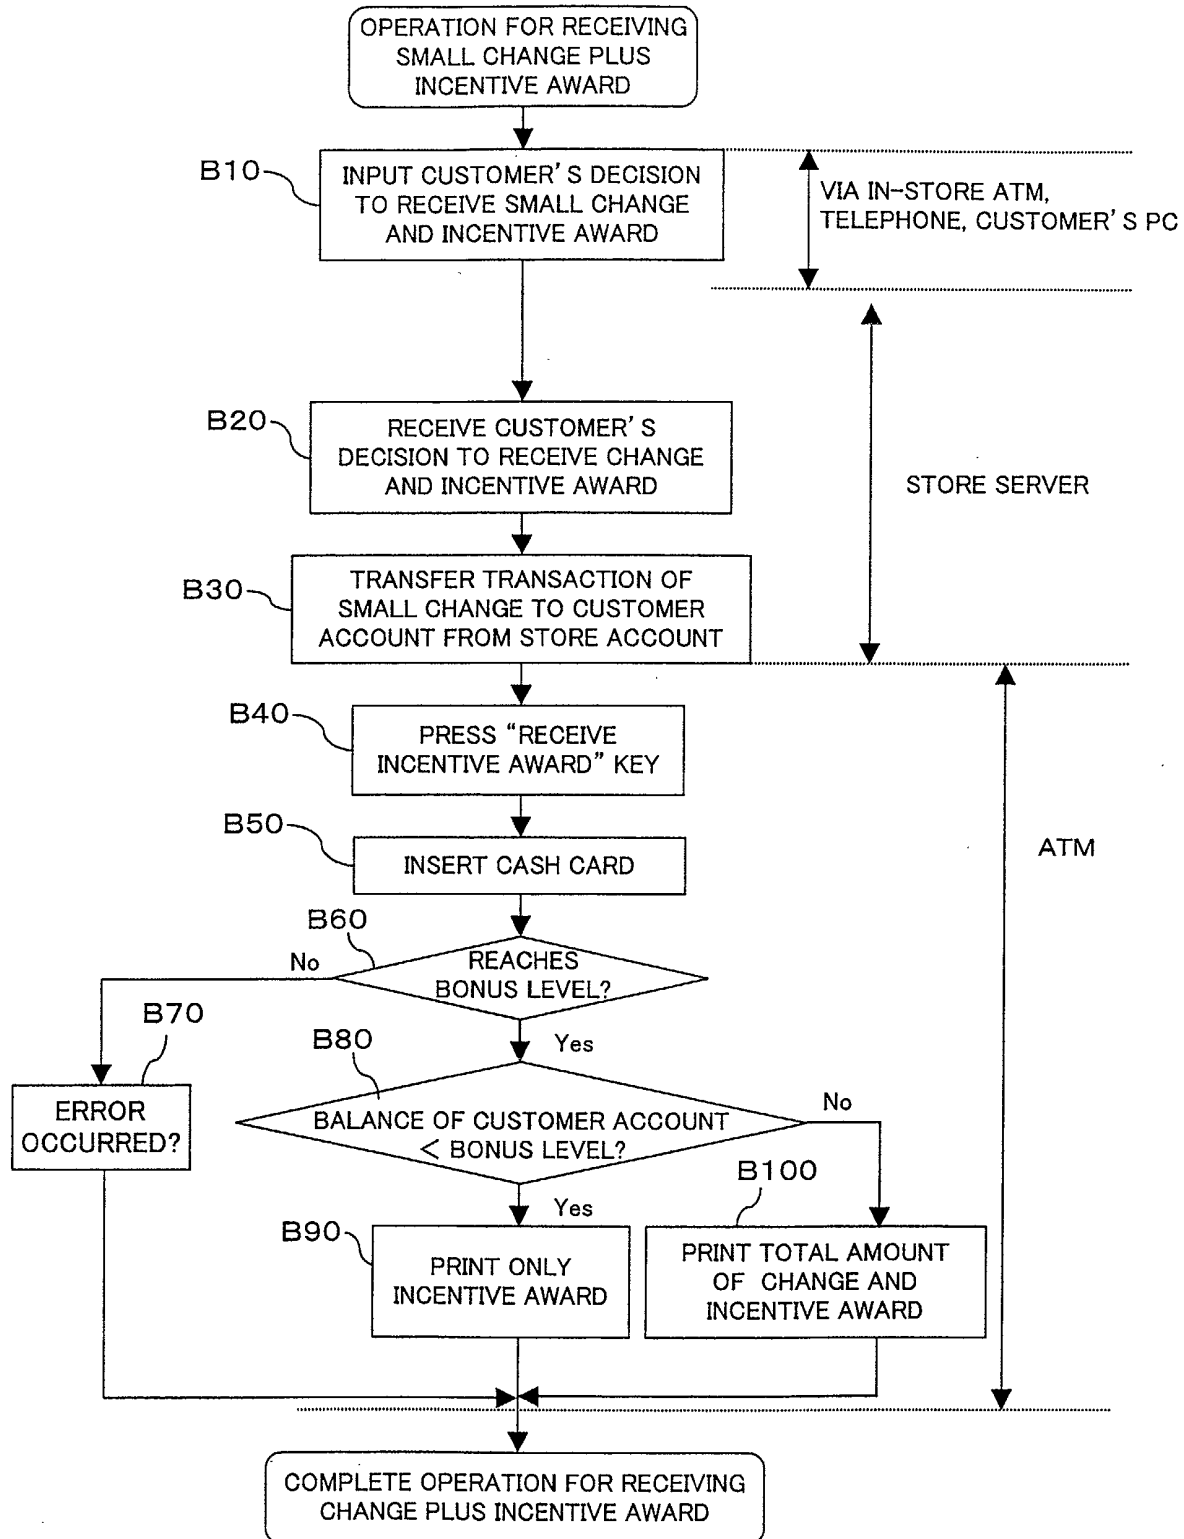 OPERATION FOR RECEIVING
SMALL CHANGE PLUS
INCENTIVE AWARD
B10
INPUT CUSTOMER'S DECISION
TO RECEIVE SMALL CHANGE
AND INCENTIVE AWARD
VIA IN-STORE ATM,
TELEPHONE, CUSTOMER'S PC
B20
RECEIVE CUSTOMER'S
DECISION TO RECEIVE CHANGE
AND INCENTIVE AWARD
STORE SERVER
B30
TRANSFER TRANSACTION OF
SMALL CHANGE TO CUSTOMER
ACCOUNT FROM STORE ACCOUNT
B40
PRESS "RECEIVE
INCENTIVE AWARD" KEY
B50
INSERT CASH CARD
ATM
B60
No
REACHES
BONUS LEVEL?
B70
Yes
B80
ERROR
OCCURRED?
BALANCE OF CUSTOMER ACCOUNT
< BONUS LEVEL?
No
B100
Yes
B90
PRINT ONLY
INCENTIVE AWARD
PRINT TOTAL AMOUNT
OF CHANGE AND
INCENTIVE AWARD
COMPLETE OPERATION FOR RECEIVING
CHANGE PLUS INCENTIVE AWARD